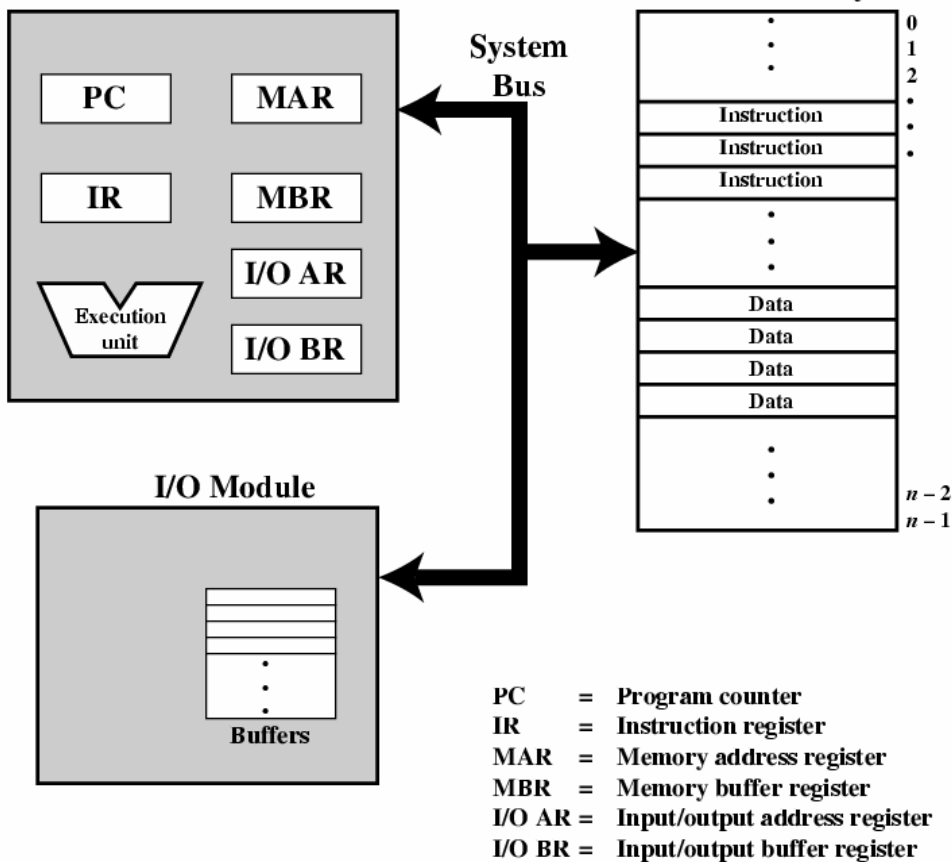 System
Bus
PC
MAR
IR
MBR
I/O AR
Execution
unit
I/O BR
0
1
2
Instruction
Instruction
Instruction
Data
Data
Data
Data
n – 2
n – 1
I/O Module
Buffers
PC = Program counter
IR = Instruction register
MAR = Memory address register
MBR = Memory buffer register
I/O AR = Input/output address register
I/O BR = Input/output buffer register